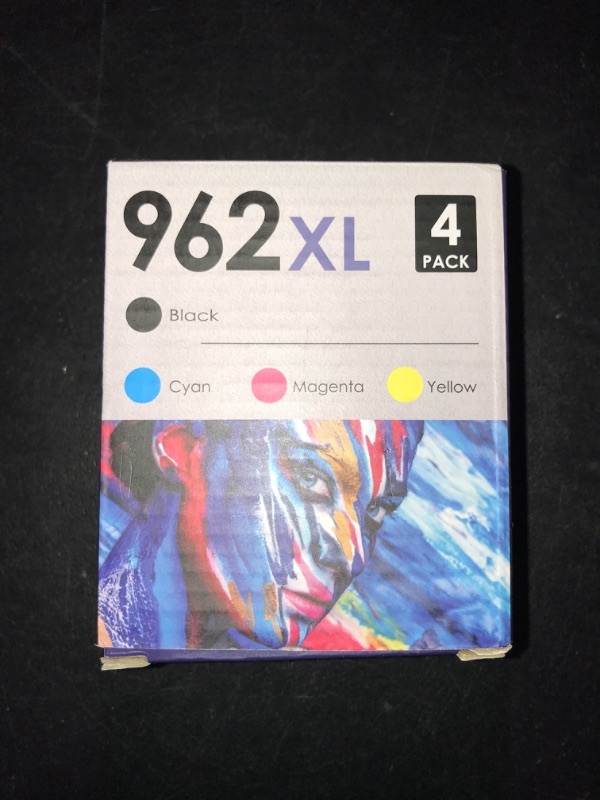 962XL
4
PACK
Black
Cyan Magenta Yellow